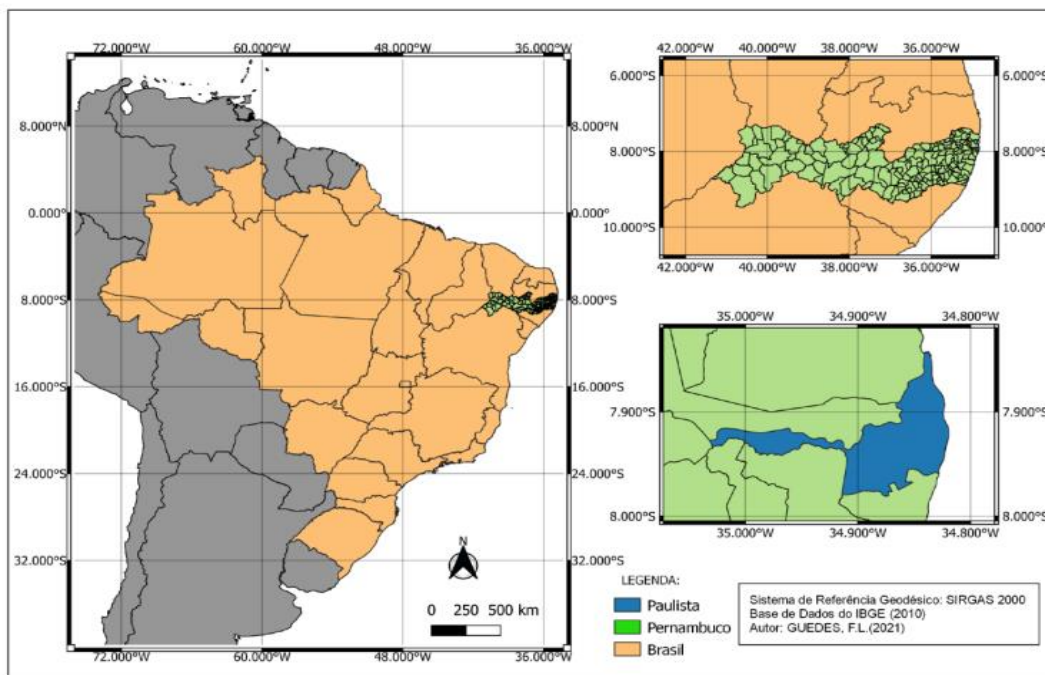 72.000°W 60.000°W 48.000°W 36.000°W
8.000°N
0.000°
8.000°S
16.000°S
24.000°S
32.000°S
8.000°N
0.000°
8.000°S
16.000°S
24.000°S
32.000°S
N
0 250 500 km
72.000°W 60.000°W 48.000°W 36.000°W
42.000°W 40.000°W 38.000°W 36.000°W
6.000°S 6.000°S
8.000°S 8.000°S
10.000°S 10.000°S
42.000°W 40.000°W 38.000°W 36.000°W
35.000°W 34.900°W 34.800°W
7.900°S 7.900°S
8.000°S 8.000°S
35.000°W 34.900°W 34.800°W
LEGENDA:
Paulista
Pernambuco
Brasil
Sistema de Referência Geodésico: SIRGAS 2000
Base de Dados do IBGE (2010)
Autor: GUEDES, F.L.(2021)